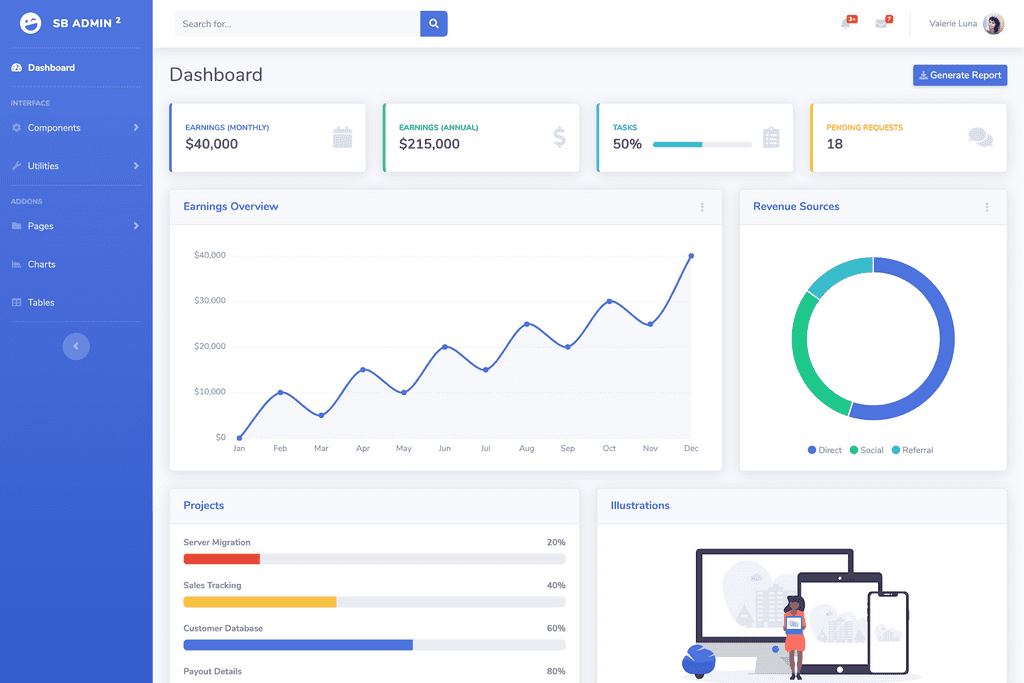 SB ADMIN 2
Search for...
3+
7
Valerie Luna
Dashboard
INTERFACE
Components
Utilities
ADDONS
Pages
Charts
Tables
Dashboard
Generate Report
EARNINGS (MONTHLY)
$40,000
EARNINGS (ANNUAL)
$215,000
TASKS
50%
PENDING REQUESTS
18
Earnings Overview
$40,000
$30,000
$20,000
$10,000
$0
Jan Feb Mar Apr May Jun Jul Aug Sep Oct Nov Dec
Revenue Sources
Direct Social Referral
Projects
Server Migration 20%
Sales Tracking 40%
Customer Database 60%
Payout Details 80%
Illustrations